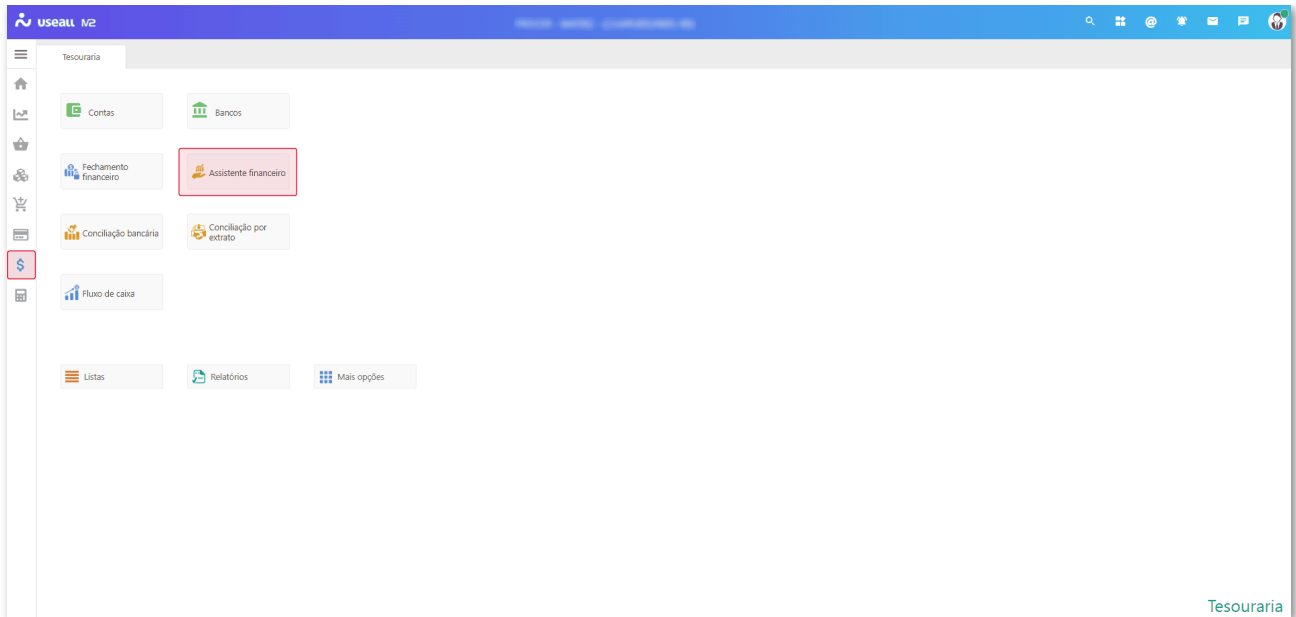 useall M2
@
Tesouraria
Contas
Bancos
Fechamento
financeiro
Assistente financeiro
Conciliação bancária
Conciliação por
extrato
$
Fluxo de caixa
Listas
Relatórios
Mais opções
Tesouraria